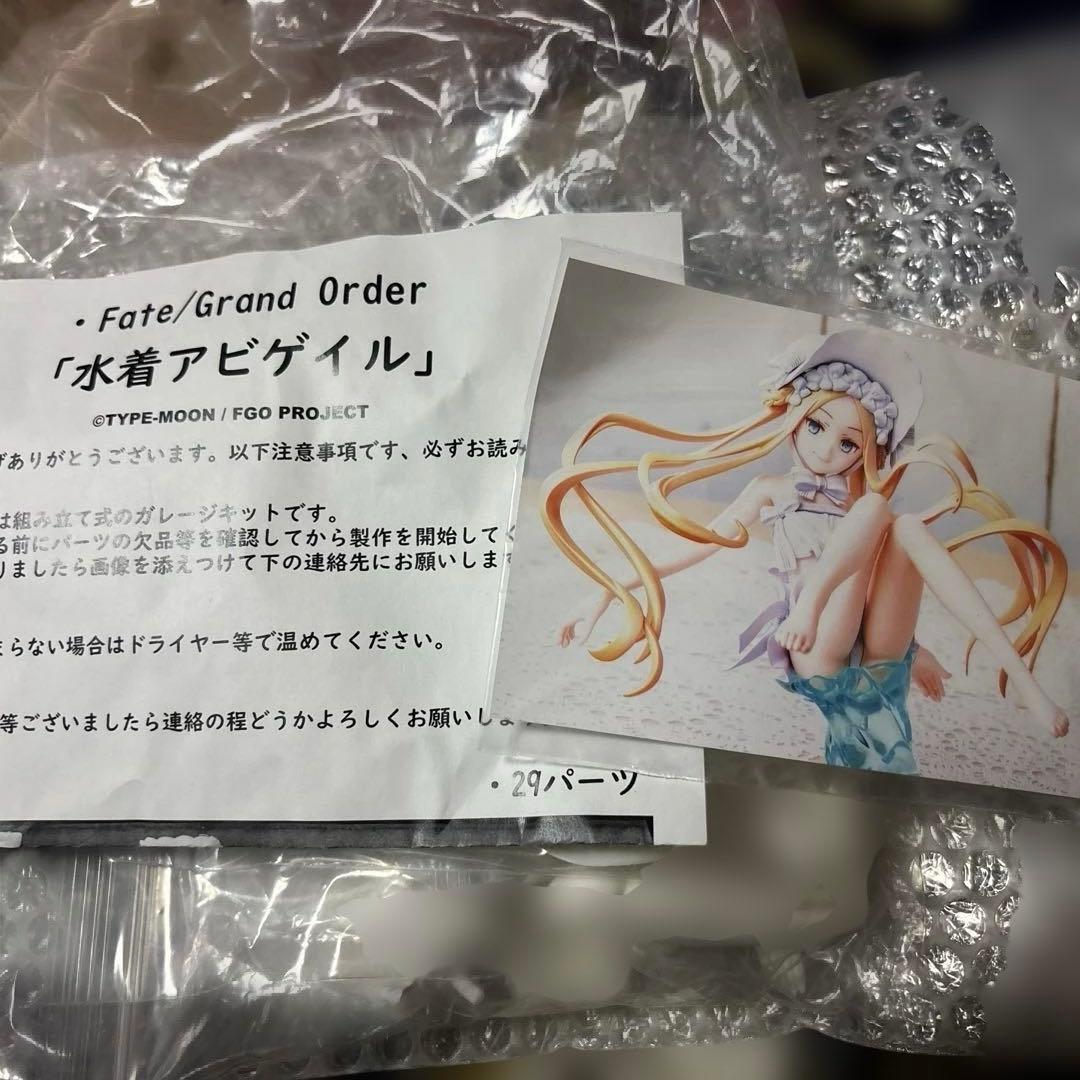 ・Fate/Grand Order
「水着アビゲイル」
©TYPE-MOON / FGO PROJECT
ありがとうございます。以下注意事項です、必ずお読み
は組み立て式のガレージキットです。
る前にパーツの欠品等を確認してから製作を開始してく
りましたら画像を添えつけて下の連絡先にお願いします
まらない場合はドライヤー等で温めてください。
等ございましたら連絡の程どうかよろしくお願いします
・29パーツ